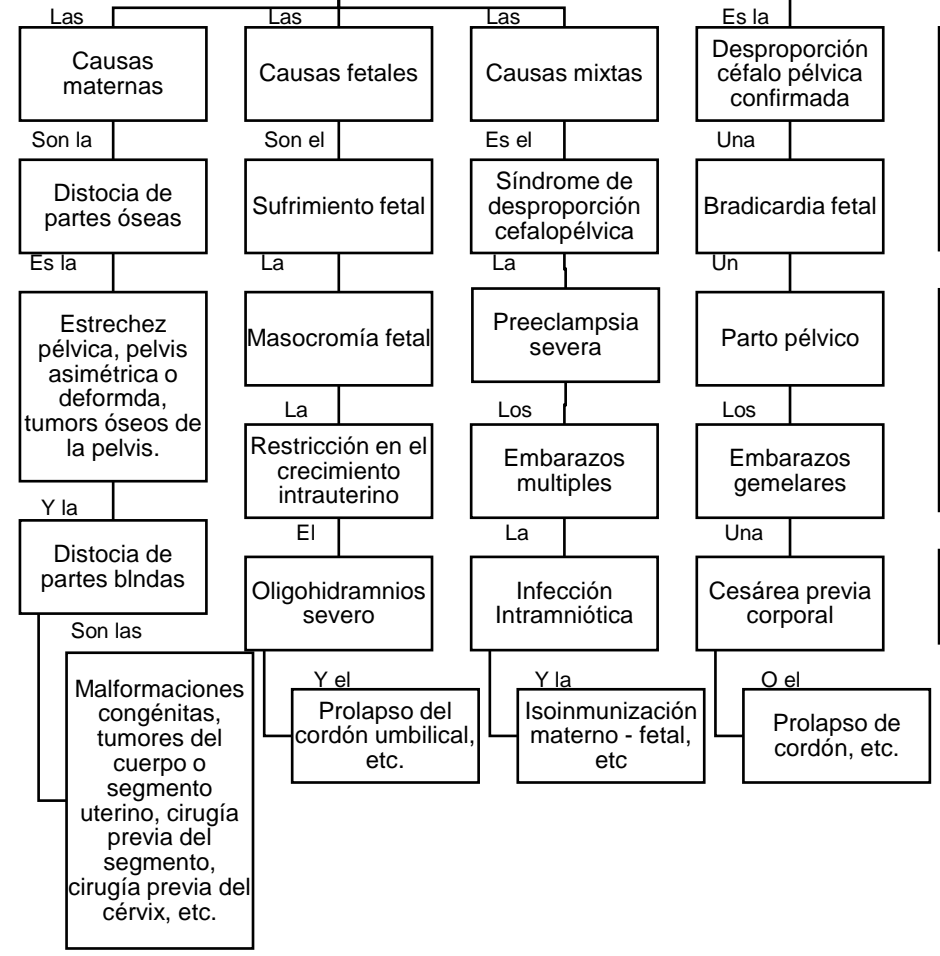 Las
Causas
maternas
Son la
Distocia de
partes óseas
Es la
Estrechez
pélvica, pelvis
asimétrica o
deformda,
tumors óseos de
la pelvis.
Y la
Distocia de
partes blndas
Son las
Malformaciones
congénitas,
tumores del
cuerpo o
segmento
uterino, cirugía
previa del
segmento,
cirugía previa del
cérvix, etc.
Las
Causas fetales
Son el
Sufrimiento fetal
La
Masocromía fetal
La
Restricción en el
crecimiento
intrauterino
El
Oligohidramnios
severo
Y el
Prolapso del
cordón umbilical,
etc.
Las
Causas mixtas
Es el
Síndrome de
desproporción
cefalopélvica
La
Preeclampsia
severa
Los
Embarazos
multiples
La
Infección
Intramniótica
Y la
Isoinmunización
materno - fetal,
etc
Es la
Desproporción
céfalo pélvica
confirmada
Una
Bradicardia fetal
Un
Parto pélvico
Los
Embarazos
gemelares
Una
Cesárea previa
corporal
O el
Prolapso de
cordón, etc.